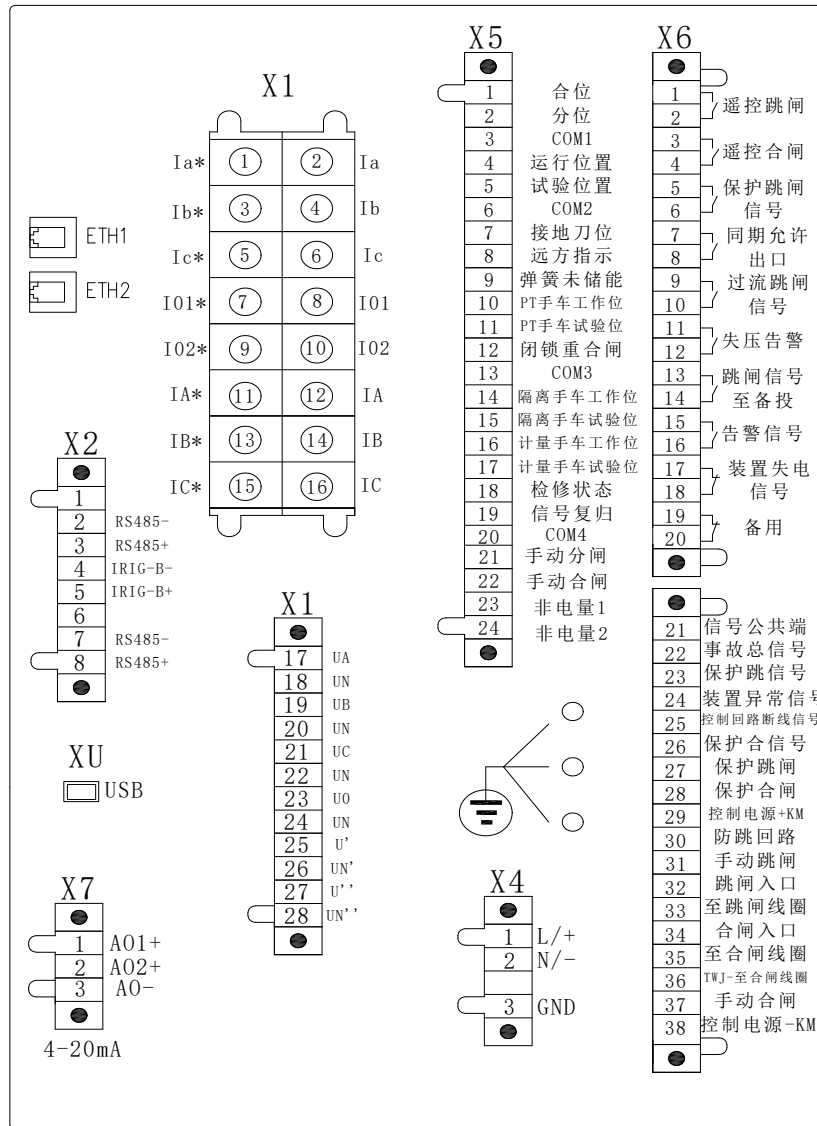 X1
Ia* 1 2 Ia
Ib* 3 4 Ib
Ic* 5 6 Ic
I01* 7 8 I01
I02* 9 10 I02
IA* 11 12 IA
IB* 13 14 IB
IC* 15 16 IC
ETH1
ETH2
X2
1
2 RS485-
3 RS485+
4 IRIG-B-
5 IRIG-B+
6
7 RS485-
8 RS485+
XU
USB
X7
1 AO1+
2 AO2+
3 AO-
4-20mA
X1
17 UA
18 UN
19 UB
20 UN
21 UC
22 UN
23 U0
24 UN
25 U'
26 UN'
27 U''
28 UN''
X5
1 合位
2 分位
3 COM1
4 运行位置
5 试验位置
6 COM2
7 接地刀位
8 远方指示
9 弹簧未储能
10 PT手车工作位
11 PT手车试验位
12 闭锁重合闸
13 COM3
14 隔离手车工作位
15 隔离手车试验位
16 计量手车工作位
17 计量手车试验位
18 检修状态
19 信号复归
20 COM4
21 手动分闸
22 手动合闸
23 非电量1
24 非电量2
X4
1 L/+
2 N/-
3 GND
X6
1
2
遥控跳闸
3
4
遥控合闸
5 保护跳闸
6 信号
7 同期允许
8 出口
9 过流跳闸
10 信号
11
12
失压告警
13 跳闸信号
14 至备投
15
16
告警信号
17 装置失电
18 信号
19
20
备用
21 信号公共端
22 事故总信号
23 保护跳信号
24 装置异常信号
25 控制回路断线信号
26 保护合信号
27 保护跳闸
28 保护合闸
29 控制电源+KM
30 防跳回路
31 手动跳闸
32 跳闸入口
33 至跳闸线圈
34 合闸入口
35 至合闸线圈
36 TWJ-至合闸线圈
37 手动合闸
38 控制电源-KM